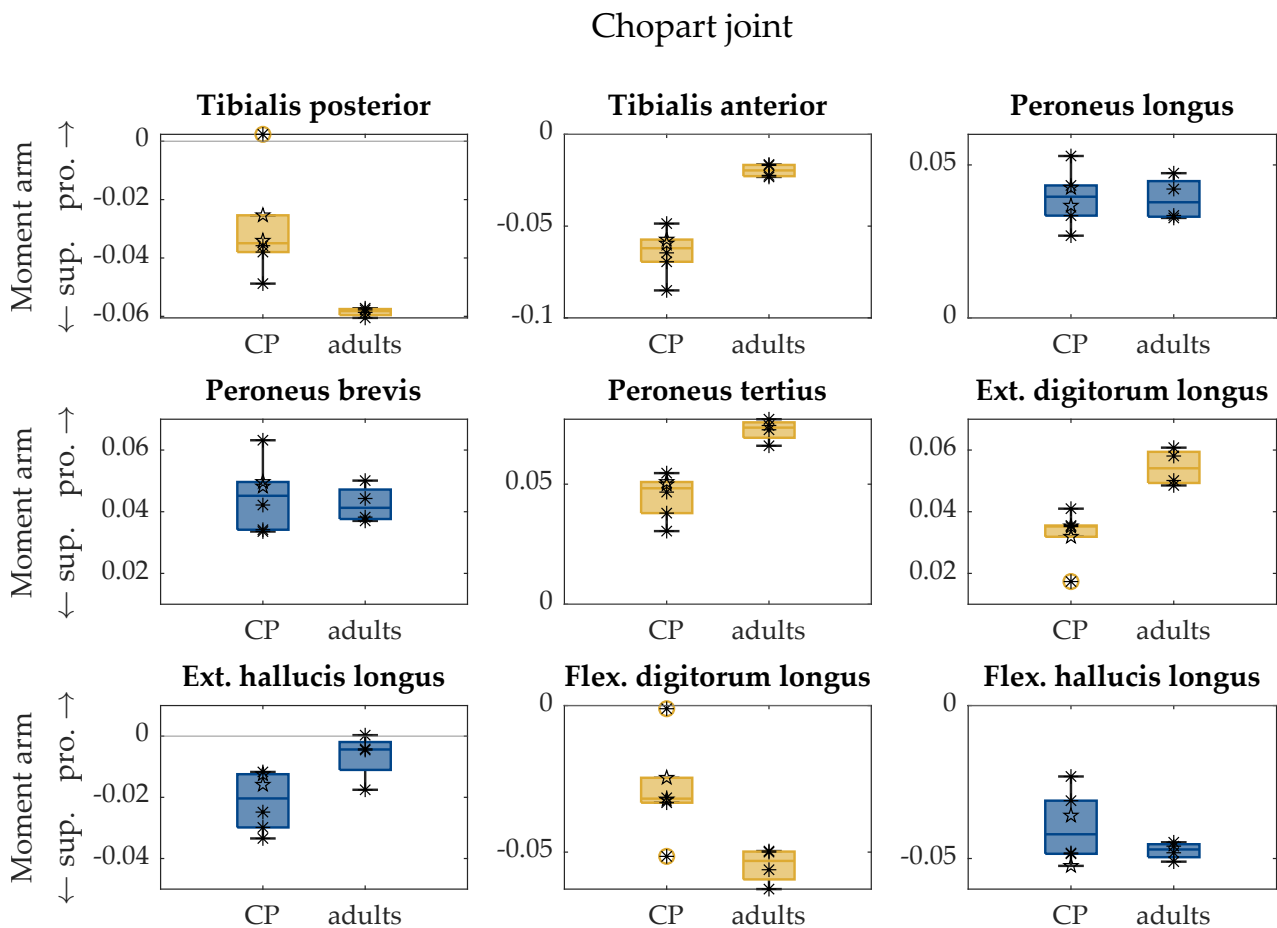 Chopart joint
Tibialis posterior
Tibialis anterior
Peroneus longus
Moment arm
← sup. pro. →
0
-0.02
-0.04
-0.06
CP
adults
0
-0.05
-0.1
CP
adults
0.05
0
CP
adults
Peroneus brevis
Peroneus tertius
Ext. digitorum longus
Moment arm
← sup. pro. →
0.06
0.04
0.02
CP
adults
0.05
0
CP
adults
0.06
0.04
0.02
CP
adults
Ext. hallucis longus
Flex. digitorum longus
Flex. hallucis longus
Moment arm
← sup. pro. →
0
-0.02
-0.04
CP
adults
0
-0.05
CP
adults
0
-0.05
CP
adults